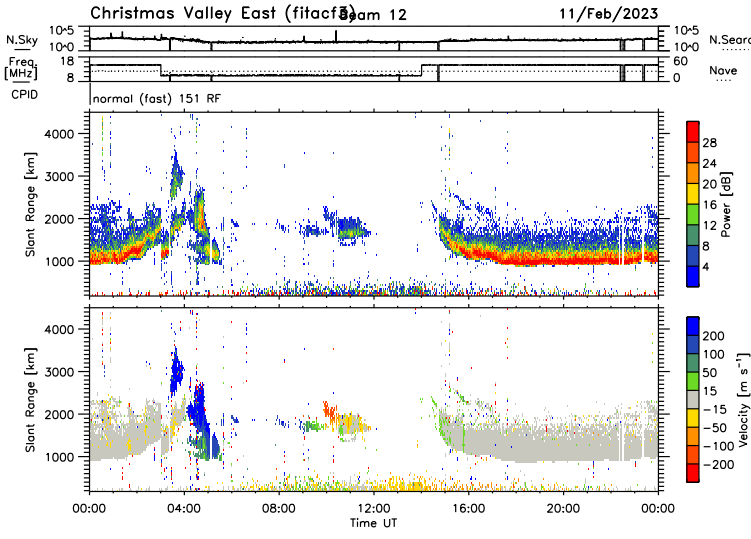 Christmas Valley East (fitacf3) Beam 12 11/Feb/2023
N.Sky 10^5 10^0 10^5 10^0 N.Searc
Freq. [MHz] 18 8 60 0 Nave
CPID normal (fast) 151 RF
Slant Range [km] 4000 3000 2000 1000
Power [dB] 28 24 20 16 12 8 4
Slant Range [km] 4000 3000 2000 1000
Velocity [m s⁻¹] 200 100 50 15 −15 −50 −100 −200
00:00 04:00 08:00 12:00 16:00 20:00 00:00
Time UT